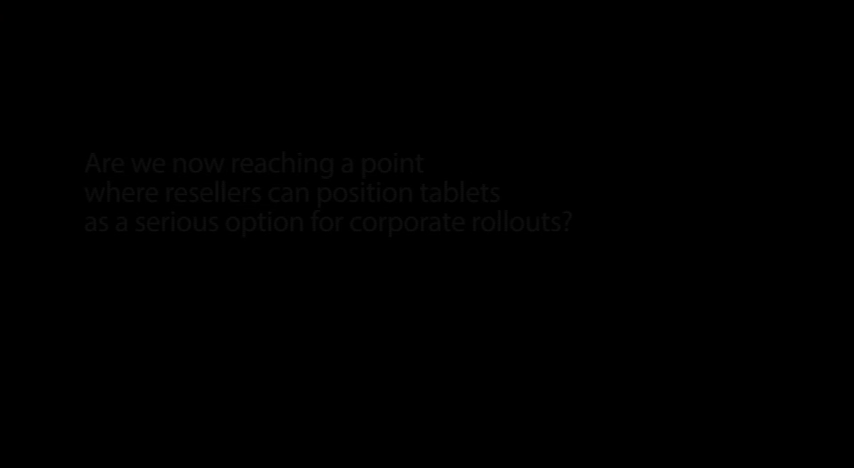 Are we now reaching a point
where resellers can position tablets
as a serious option for corporate rollouts?